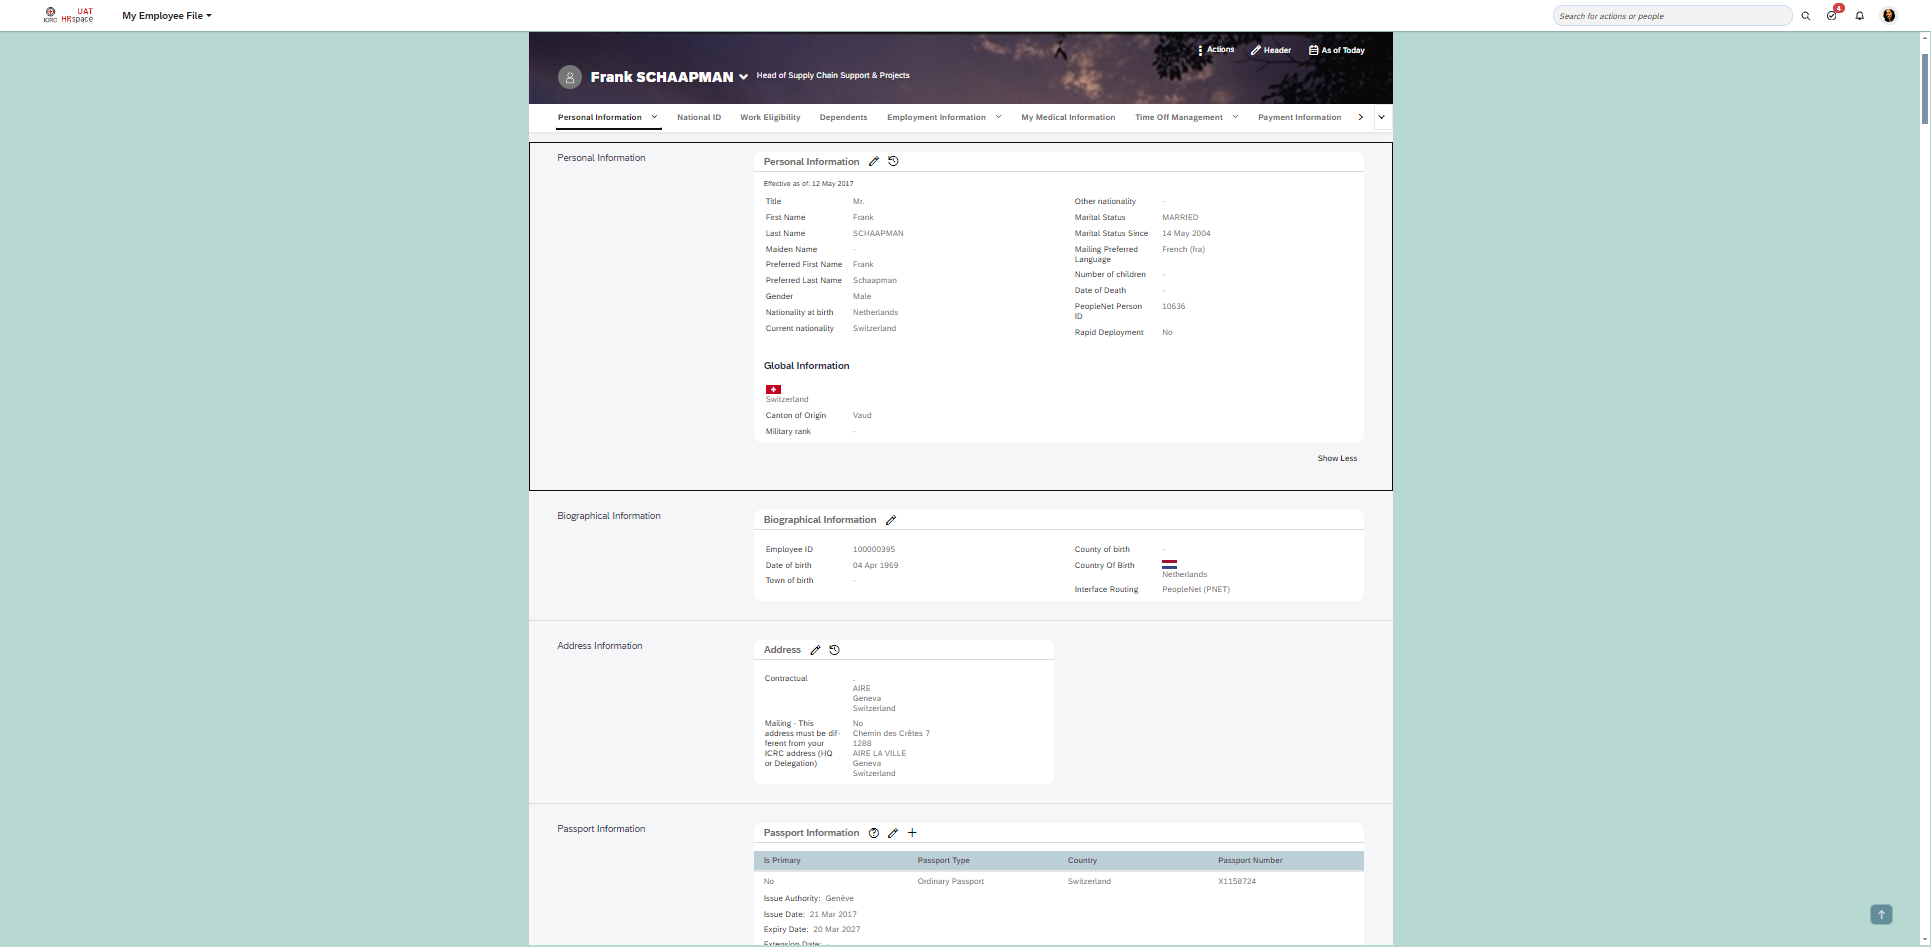 ICRC UAT HRspace
My Employee File
Search for actions or people
4
Actions
Header
As of Today
Frank SCHAAPMAN
Head of Supply Chain Support & Projects
Personal Information
National ID
Work Eligibility
Dependents
Employment Information
My Medical Information
Time Off Management
Payment Information
Personal Information
Personal Information
Effective as of: 12 May 2017
Title Mr.
First Name Frank
Last Name SCHAAPMAN
Maiden Name -
Preferred First Name Frank
Preferred Last Name Schaapman
Gender Male
Nationality at birth Netherlands
Current nationality Switzerland
Other nationality -
Marital Status MARRIED
Marital Status Since 14 May 2004
Mailing Preferred French (fra)
Language
Number of children -
Date of Death -
PeopleNet Person 10636
ID
Rapid Deployment No
Global Information
Switzerland
Canton of Origin Vaud
Military rank -
Show Less
Biographical Information
Biographical Information
Employee ID 100000395
Date of birth 04 Apr 1969
Town of birth -
County of birth -
Country Of Birth
Netherlands
Interface Routing PeopleNet (PNET)
Address Information
Address
Contractual .
AIRE
Geneva
Switzerland
Mailing - This No
address must be dif- Chemin des Crêtes 7
ferent from your 1288
ICRC address (HQ AIRE LA VILLE
or Delegation) Geneva
Switzerland
Passport Information
Passport Information
Is Primary Passport Type Country Passport Number
No Ordinary Passport Switzerland X1158724
Issue Authority: Genève
Issue Date: 21 Mar 2017
Expiry Date: 20 Mar 2027
Extension Date: -